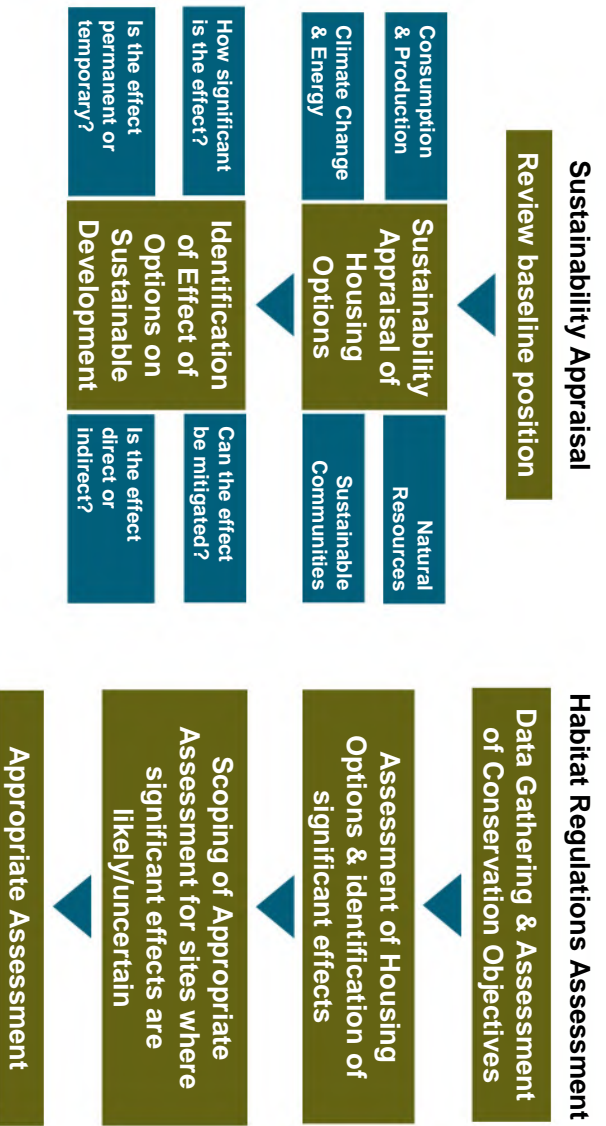 Sustainability Appraisal
Review baseline position
Consumption
& Production
Climate Change
& Energy
Sustainability
Appraisal of
Housing
Options
Natural
Resources
Sustainable
Communities
How significant
is the effect?
Is the effect
permanent or
temporary?
Identification
of Effect of
Options on
Sustainable
Development
Can the effect
be mitigated?
Is the effect
direct or
indirect?
Habitat Regulations Assessment
Data Gathering & Assessment
of Conservation Objectives
Assessment of Housing
Options & identification of
significant effects
Scoping of Appropriate
Assessment for sites where
significant effects are
likely/uncertain
Appropriate Assessment